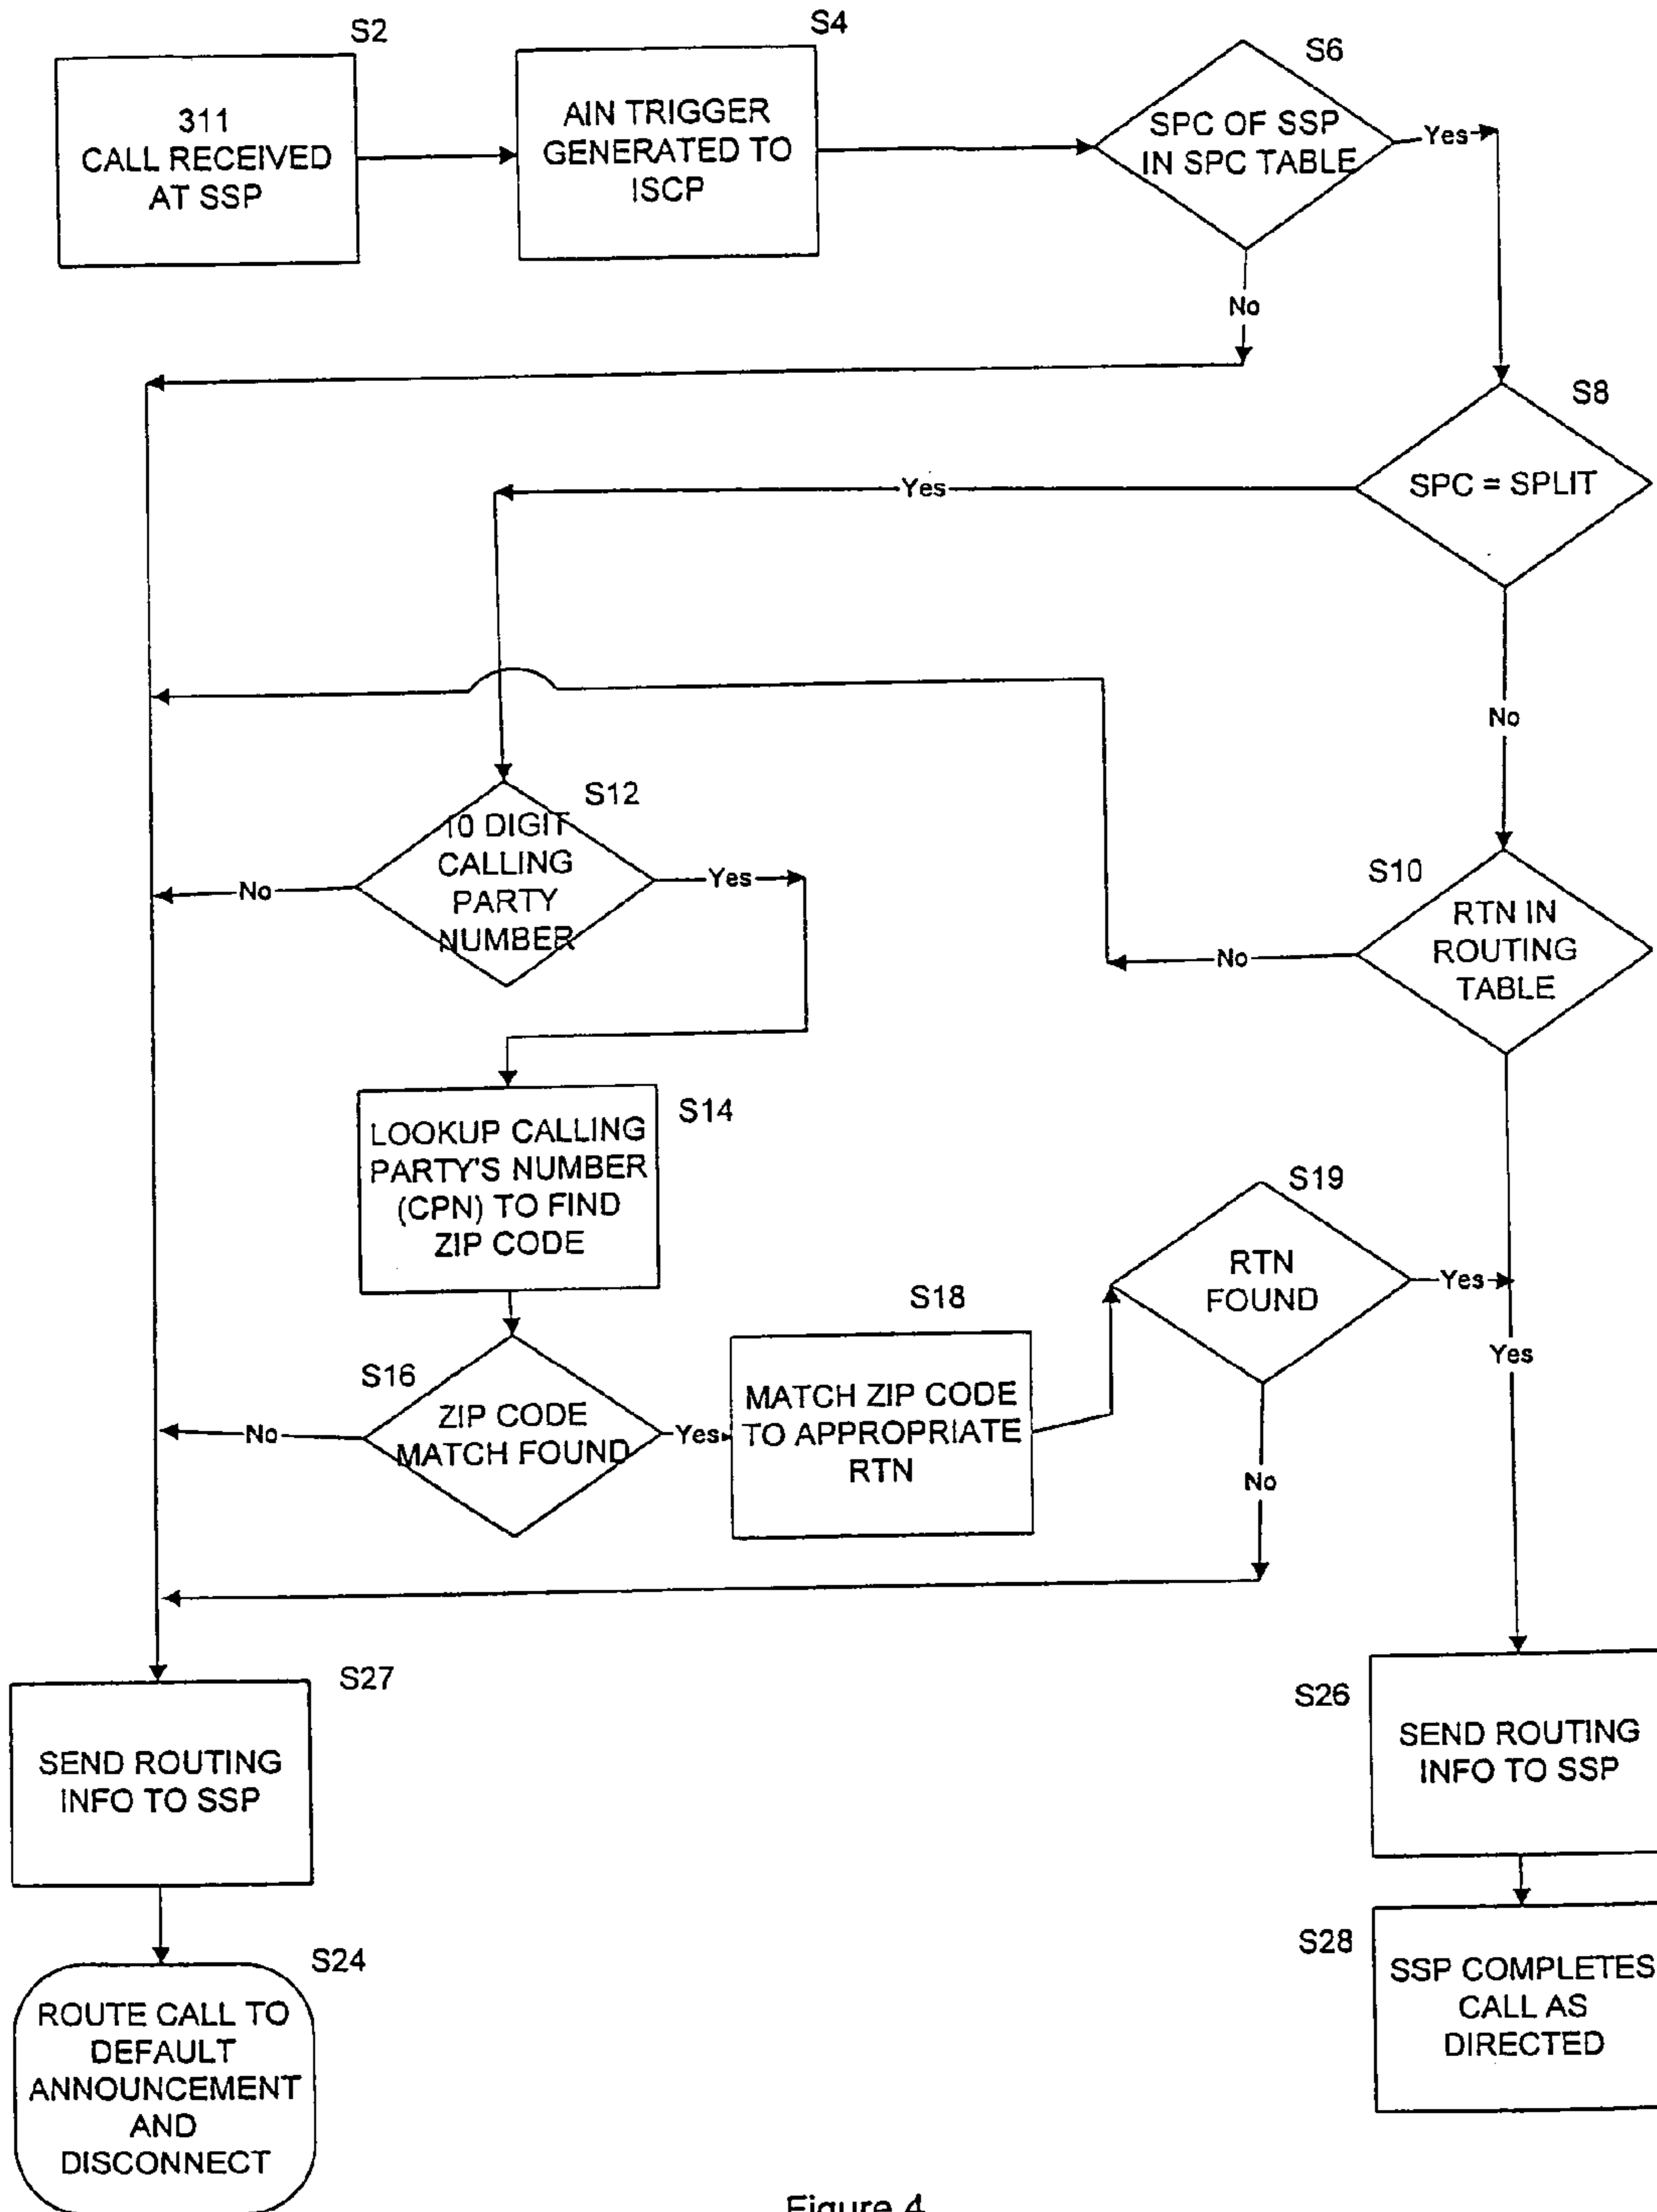 S2
311
CALL RECEIVED
AT SSP
S4
AIN TRIGGER
GENERATED TO
ISCP
S6
SPC OF SSP
IN SPC TABLE
Yes
No
S8
SPC = SPLIT
Yes
No
S12
10 DIGIT
CALLING
PARTY
NUMBER
No
Yes
S10
RTN IN
ROUTING
TABLE
No
Yes
S14
LOOKUP CALLING
PARTY'S NUMBER
(CPN) TO FIND
ZIP CODE
S16
ZIP CODE
MATCH FOUND
No
Yes
S18
MATCH ZIP CODE
TO APPROPRIATE
RTN
S19
RTN
FOUND
Yes
No
S27
SEND ROUTING
INFO TO SSP
S26
SEND ROUTING
INFO TO SSP
S24
ROUTE CALL TO
DEFAULT
ANNOUNCEMENT
AND
DISCONNECT
S28
SSP COMPLETES
CALL AS
DIRECTED
Figure 4